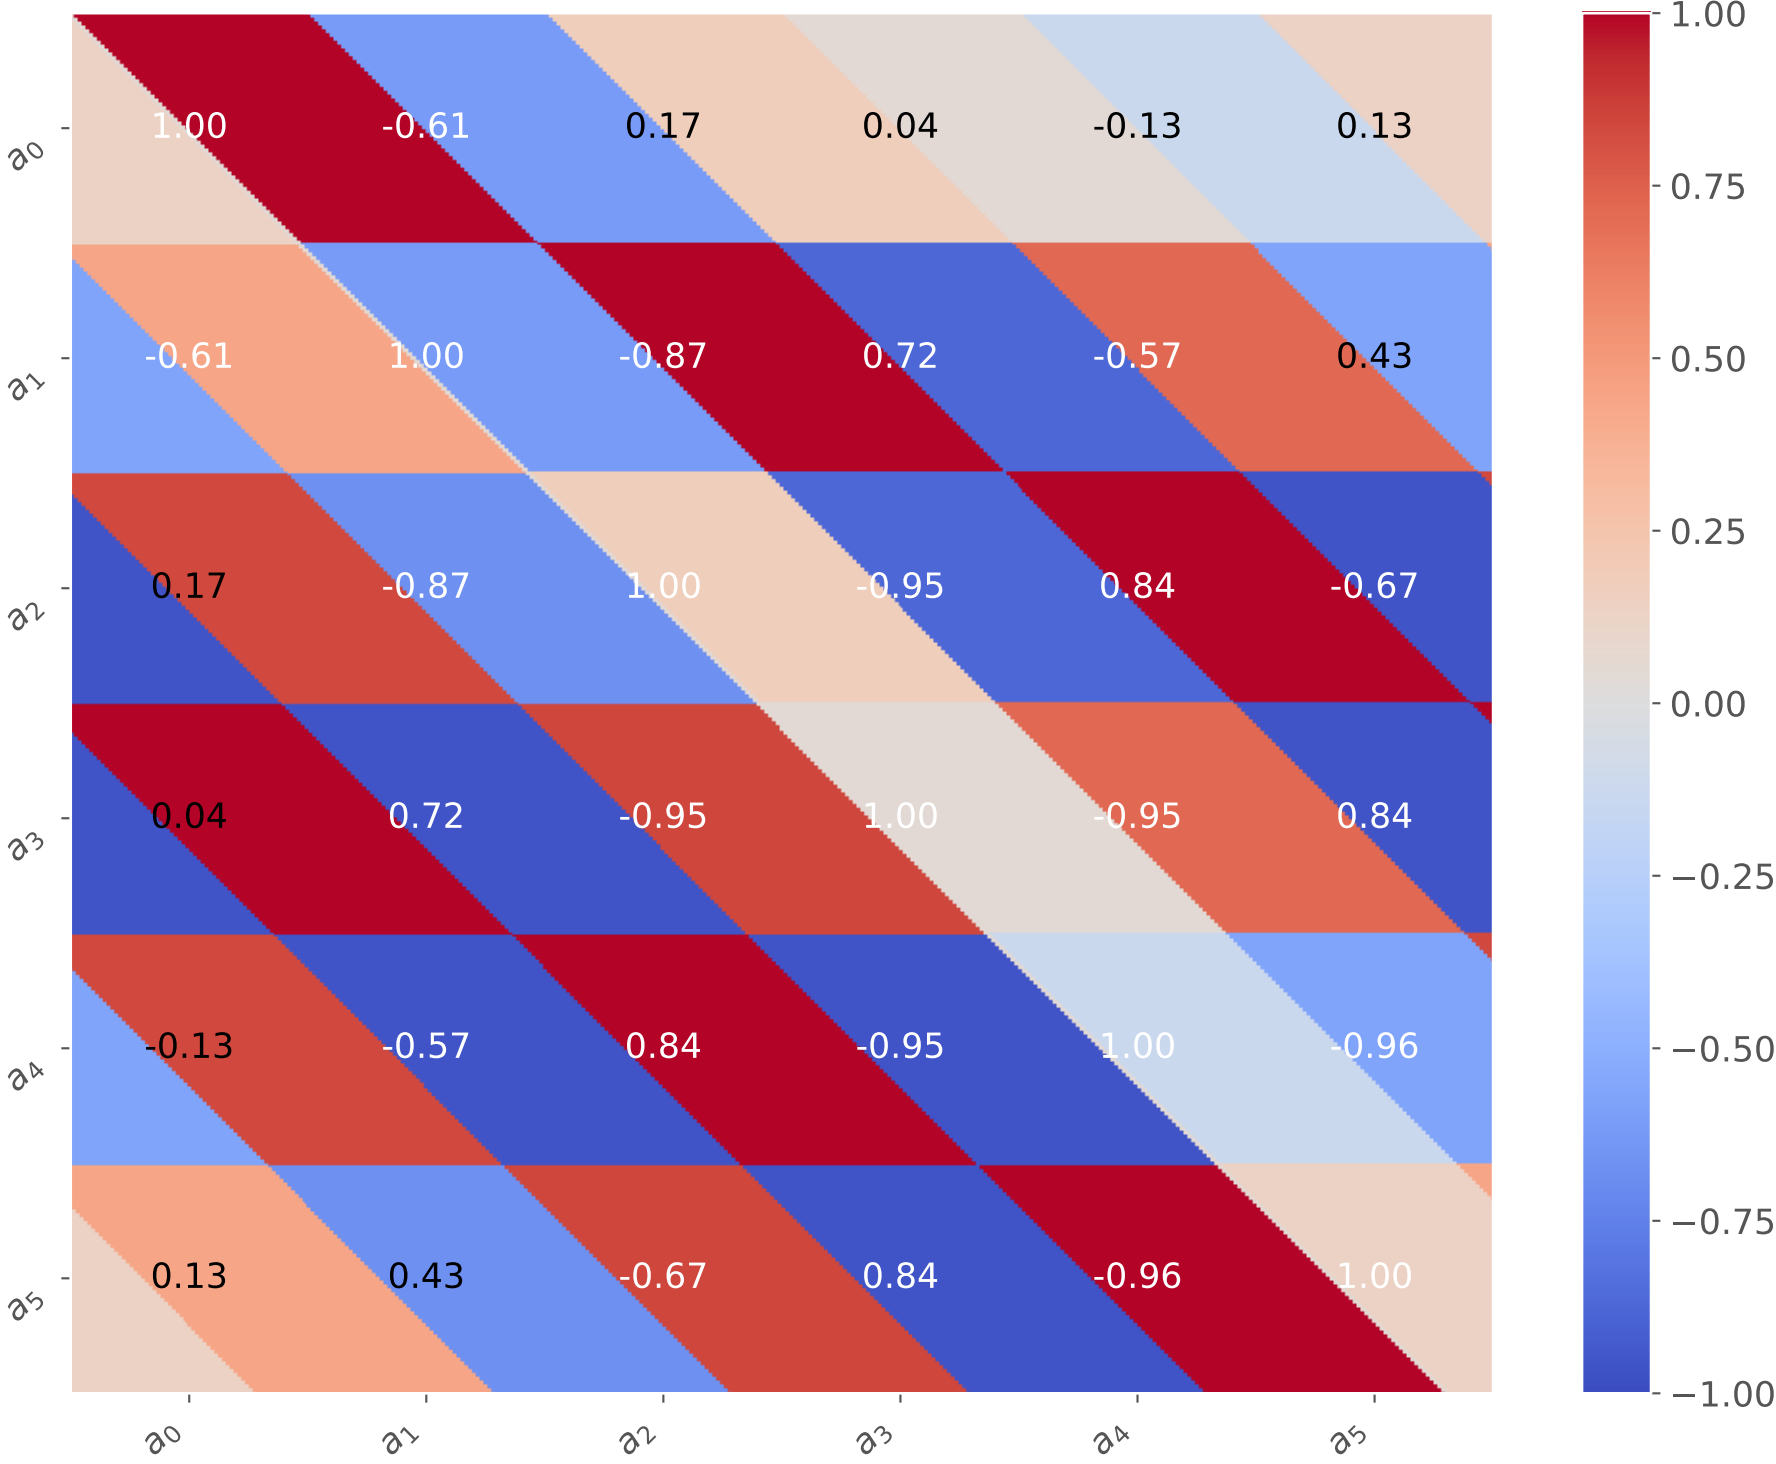 1.00
a0 1.00 -0.61 0.17 0.04 -0.13 0.13
0.75
a1 -0.61 1.00 -0.87 0.72 -0.57 0.43
0.50
0.25
a2 0.17 -0.87 1.00 -0.95 0.84 -0.67
0.00
a3 0.04 0.72 -0.95 1.00 -0.95 0.84
−0.25
a4 -0.13 -0.57 0.84 -0.95 1.00 -0.96
−0.50
−0.75
a5 0.13 0.43 -0.67 0.84 -0.96 1.00
−1.00
a0 a1 a2 a3 a4 a5